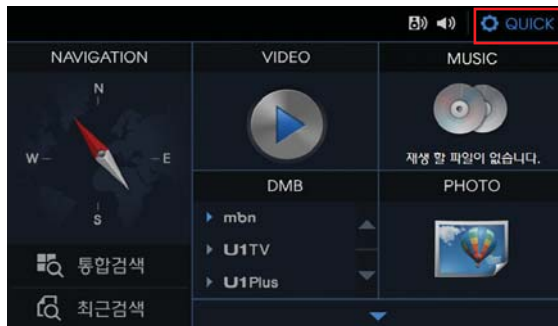 QUICK
NAVIGATION
N
W
E
S
통합검색
최근검색
VIDEO
MUSIC
재생 할 파일이 없습니다.
DMB
mbn
U1TV
U1Plus
PHOTO